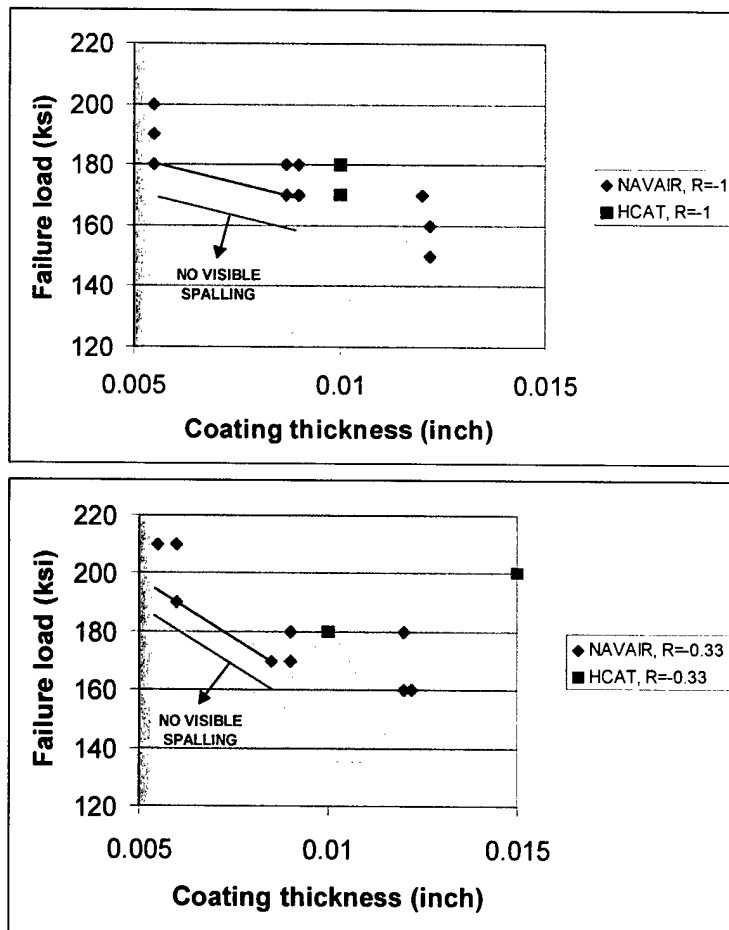 Failure load (ksi)
220
200
180
160
140
120
NO VISIBLE
SPALLING
0.005
0.01
0.015
Coating thickness (inch)
NAVAIR, R=-1
HCAT, R=-1
Failure load (ksi)
220
200
180
160
140
120
NO VISIBLE
SPALLING
0.005
0.01
0.015
Coating thickness (inch)
NAVAIR, R=-0.33
HCAT, R=-0.33